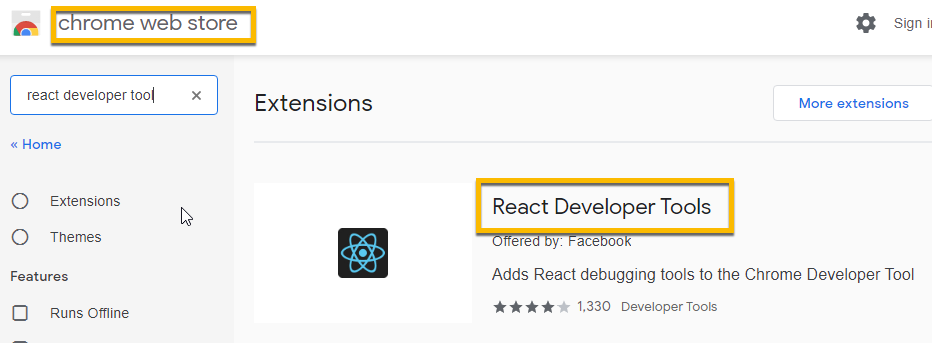 chrome web store
Sign in
react developer tool
« Home
Extensions
Themes
Features
Runs Offline
Extensions
More extensions
React Developer Tools
Offered by: Facebook
Adds React debugging tools to the Chrome Developer Tool
1,330 Developer Tools